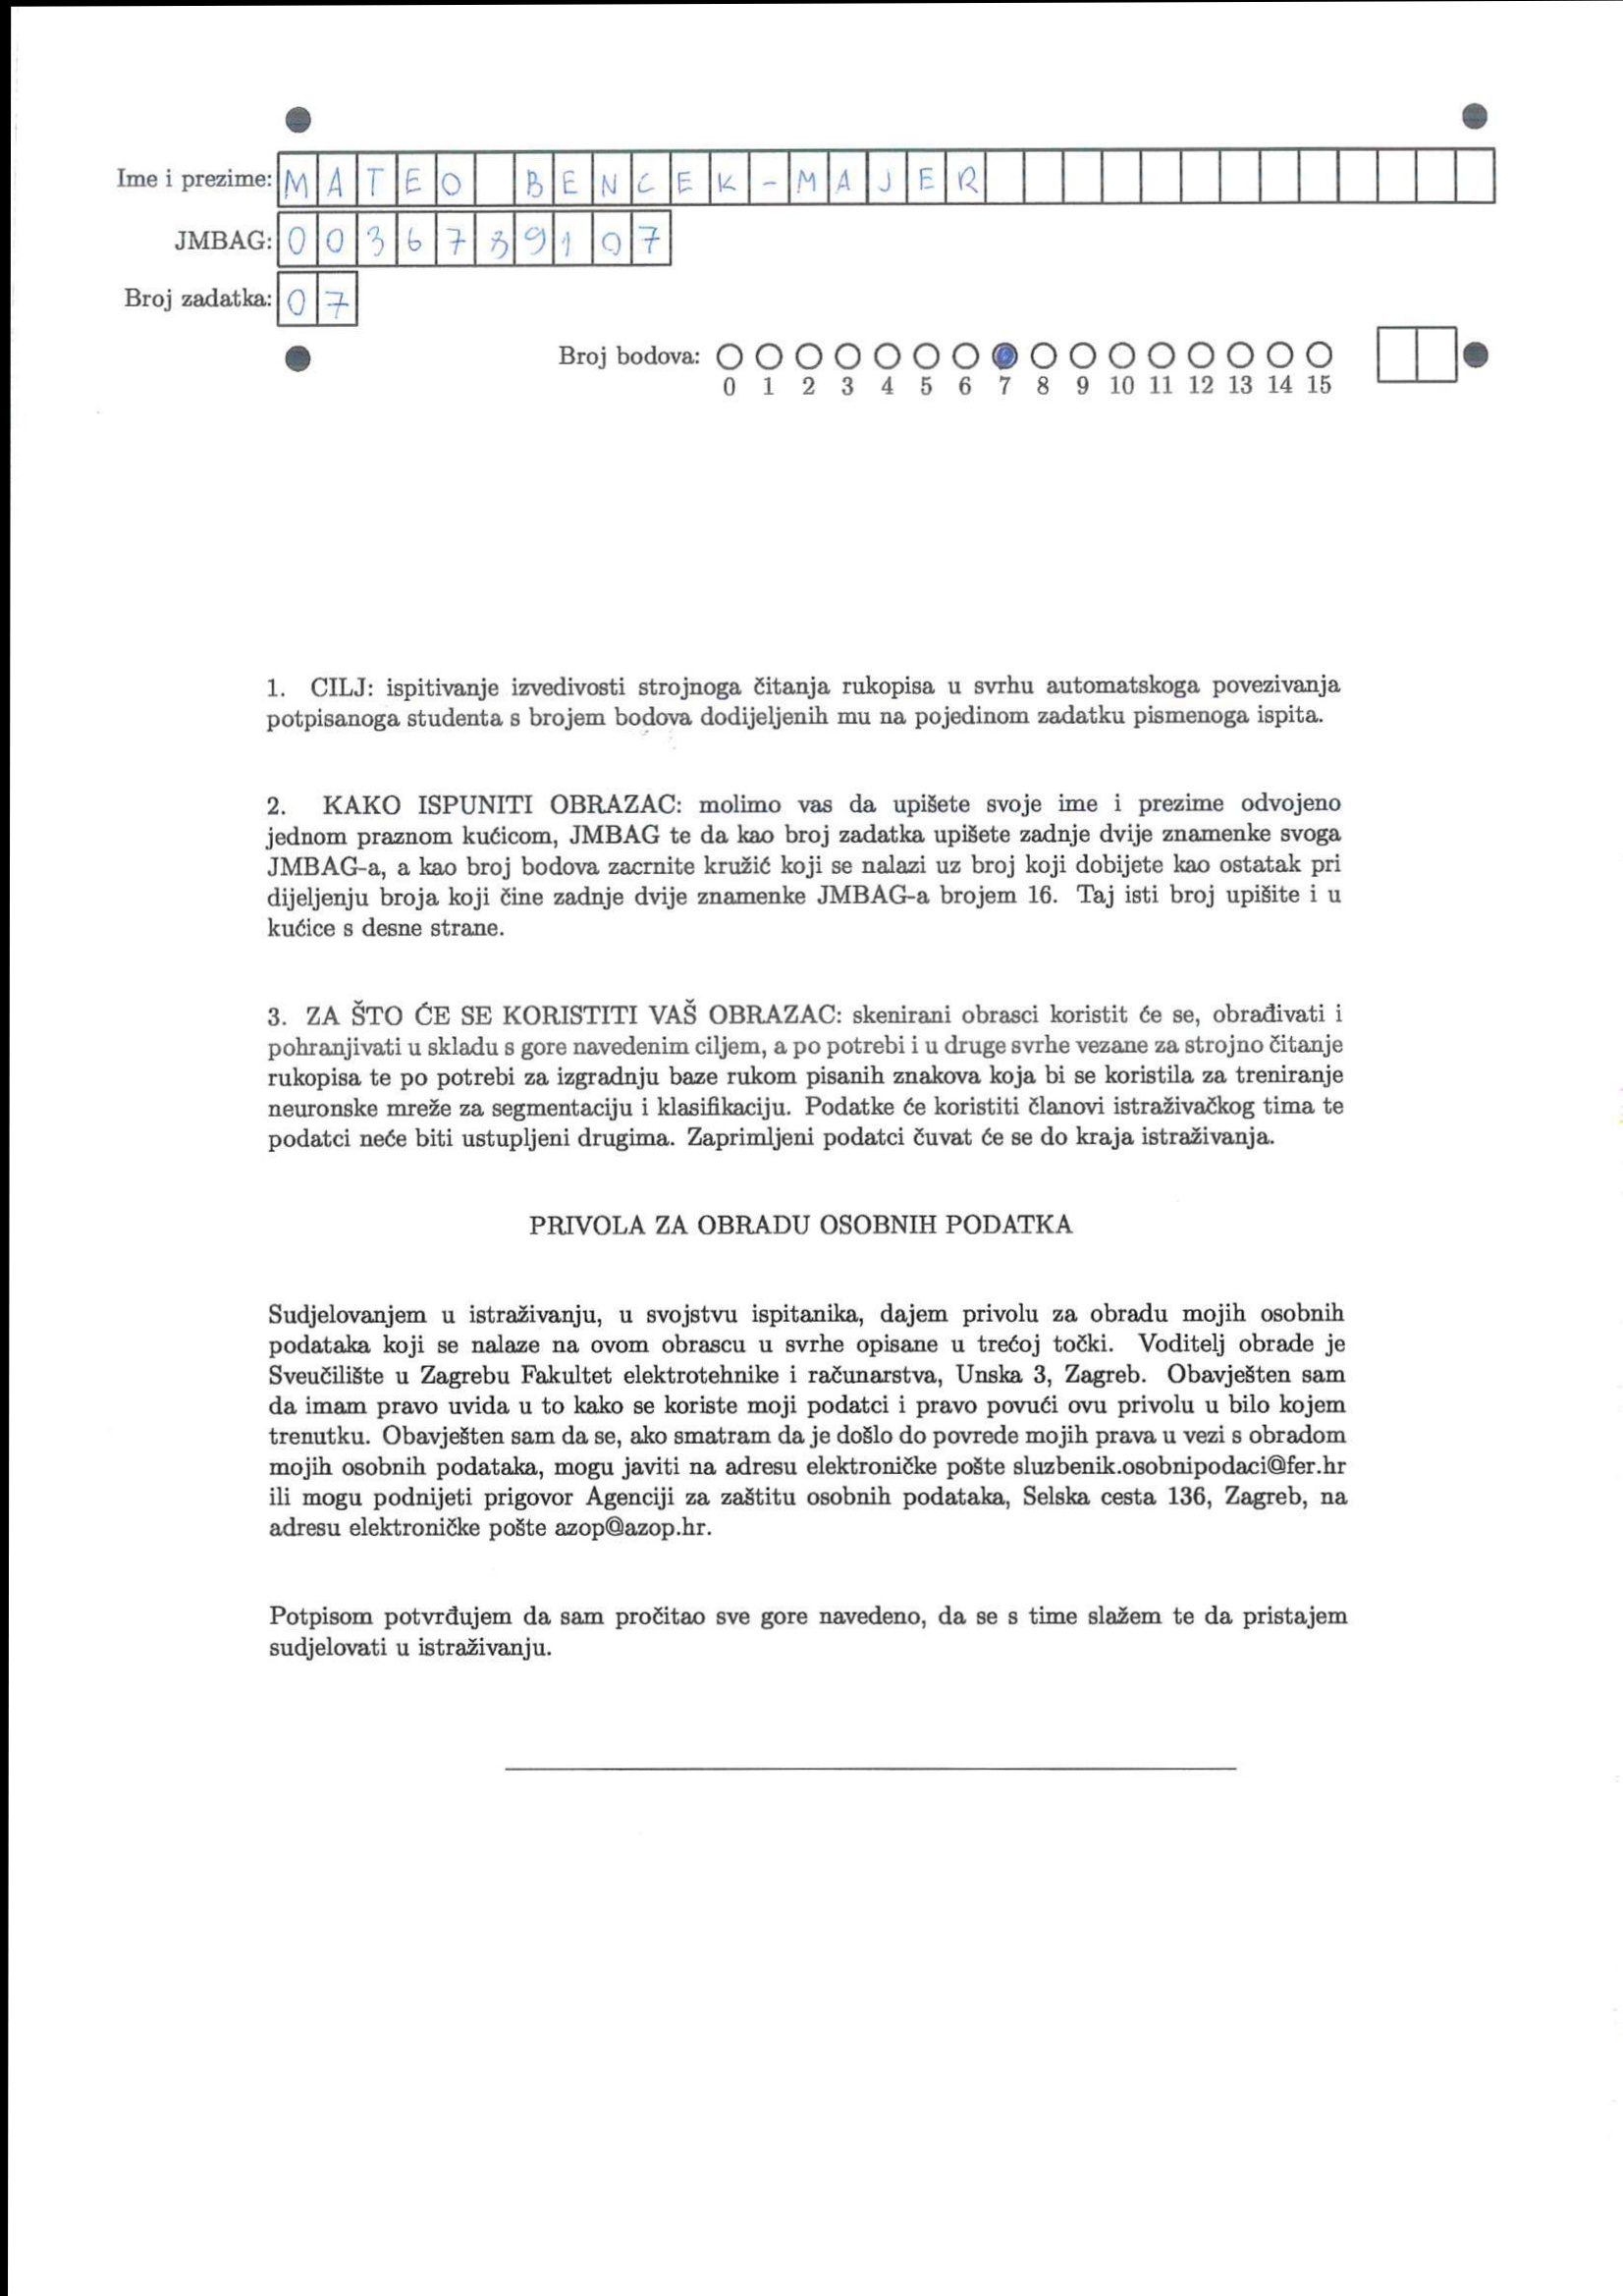 Ime i prezime: MATEO BENCEK-MAJER
JMBAG: 0036739107
Broj zadatka: 07
Broj bodova:
0 1 2 3 4 5 6 7 8 9 10 11 12 13 14 15
1. CILJ: ispitivanje izvedivosti strojnoga čitanja rukopisa u svrhu automatskoga povezivanja
potpisanoga studenta s brojem bodova dodijeljenih mu na pojedinom zadatku pismenoga ispita.
2. KAKO ISPUNITI OBRAZAC: molimo vas da upišete svoje ime i prezime odvojeno
jednom praznom kućicom, JMBAG te da kao broj zadatka upišete zadnje dvije znamenke svoga
JMBAG-a, a kao broj bodova zacrnite kružić koji se nalazi uz broj koji dobijete kao ostatak pri
dijeljenju broja koji čine zadnje dvije znamenke JMBAG-a brojem 16. Taj isti broj upišite i u
kućice s desne strane.
3. ZA ŠTO ĆE SE KORISTITI VAŠ OBRAZAC: skenirani obrasci koristit će se, obrađivati i
pohranjivati u skladu s gore navedenim ciljem, a po potrebi i u druge svrhe vezane za strojno čitanje
rukopisa te po potrebi za izgradnju baze rukom pisanih znakova koja bi se koristila za treniranje
neuronske mreže za segmentaciju i klasifikaciju. Podatke će koristiti članovi istraživačkog tima te
podatci neće biti ustupljeni drugima. Zaprimljeni podatci čuvat će se do kraja istraživanja.
PRIVOLA ZA OBRADU OSOBNIH PODATKA
Sudjelovanjem u istraživanju, u svojstvu ispitanika, dajem privolu za obradu mojih osobnih
podataka koji se nalaze na ovom obrascu u svrhe opisane u trećoj točki. Voditelj obrade je
Sveučilište u Zagrebu Fakultet elektrotehnike i računarstva, Unska 3, Zagreb. Obavješten sam
da imam pravo uvida u to kako se koriste moji podatci i pravo povući ovu privolu u bilo kojem
trenutku. Obavješten sam da se, ako smatram da je došlo do povrede mojih prava u vezi s obradom
mojih osobnih podataka, mogu javiti na adresu elektroničke pošte sluzbenik.osobnipodaci@fer.hr
ili mogu podnijeti prigovor Agenciji za zaštitu osobnih podataka, Selska cesta 136, Zagreb, na
adresu elektroničke pošte azop@azop.hr.
Potpisom potvrđujem da sam pročitao sve gore navedeno, da se s time slažem te da pristajem
sudjelovati u istraživanju.